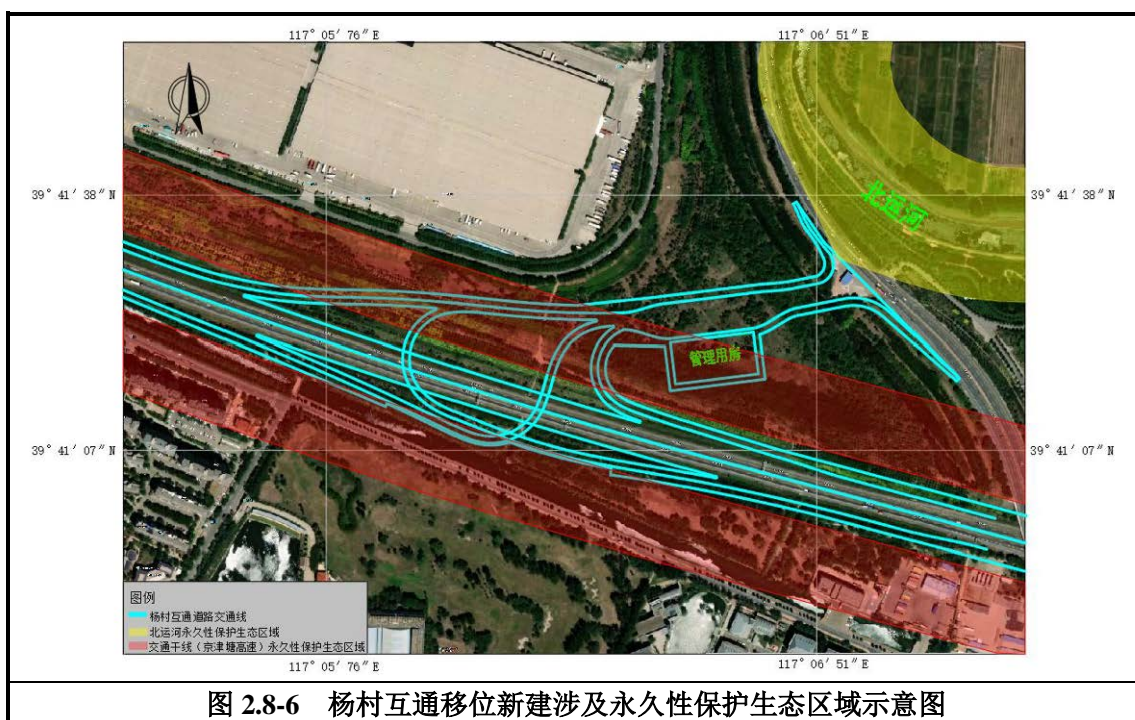 117° 05′ 76″ E
117° 06′ 51″ E
39° 41′ 38″ N
39° 41′ 38″ N
北运河
管理用房
39° 41′ 07″ N
39° 41′ 07″ N
图例
杨村互通道路交通线
北运河永久性保护生态区域
交通干线（京津塘高速）永久性保护生态区域
117° 05′ 76″ E
117° 06′ 51″ E
图 2.8-6 杨村互通移位新建涉及永久性保护生态区域示意图